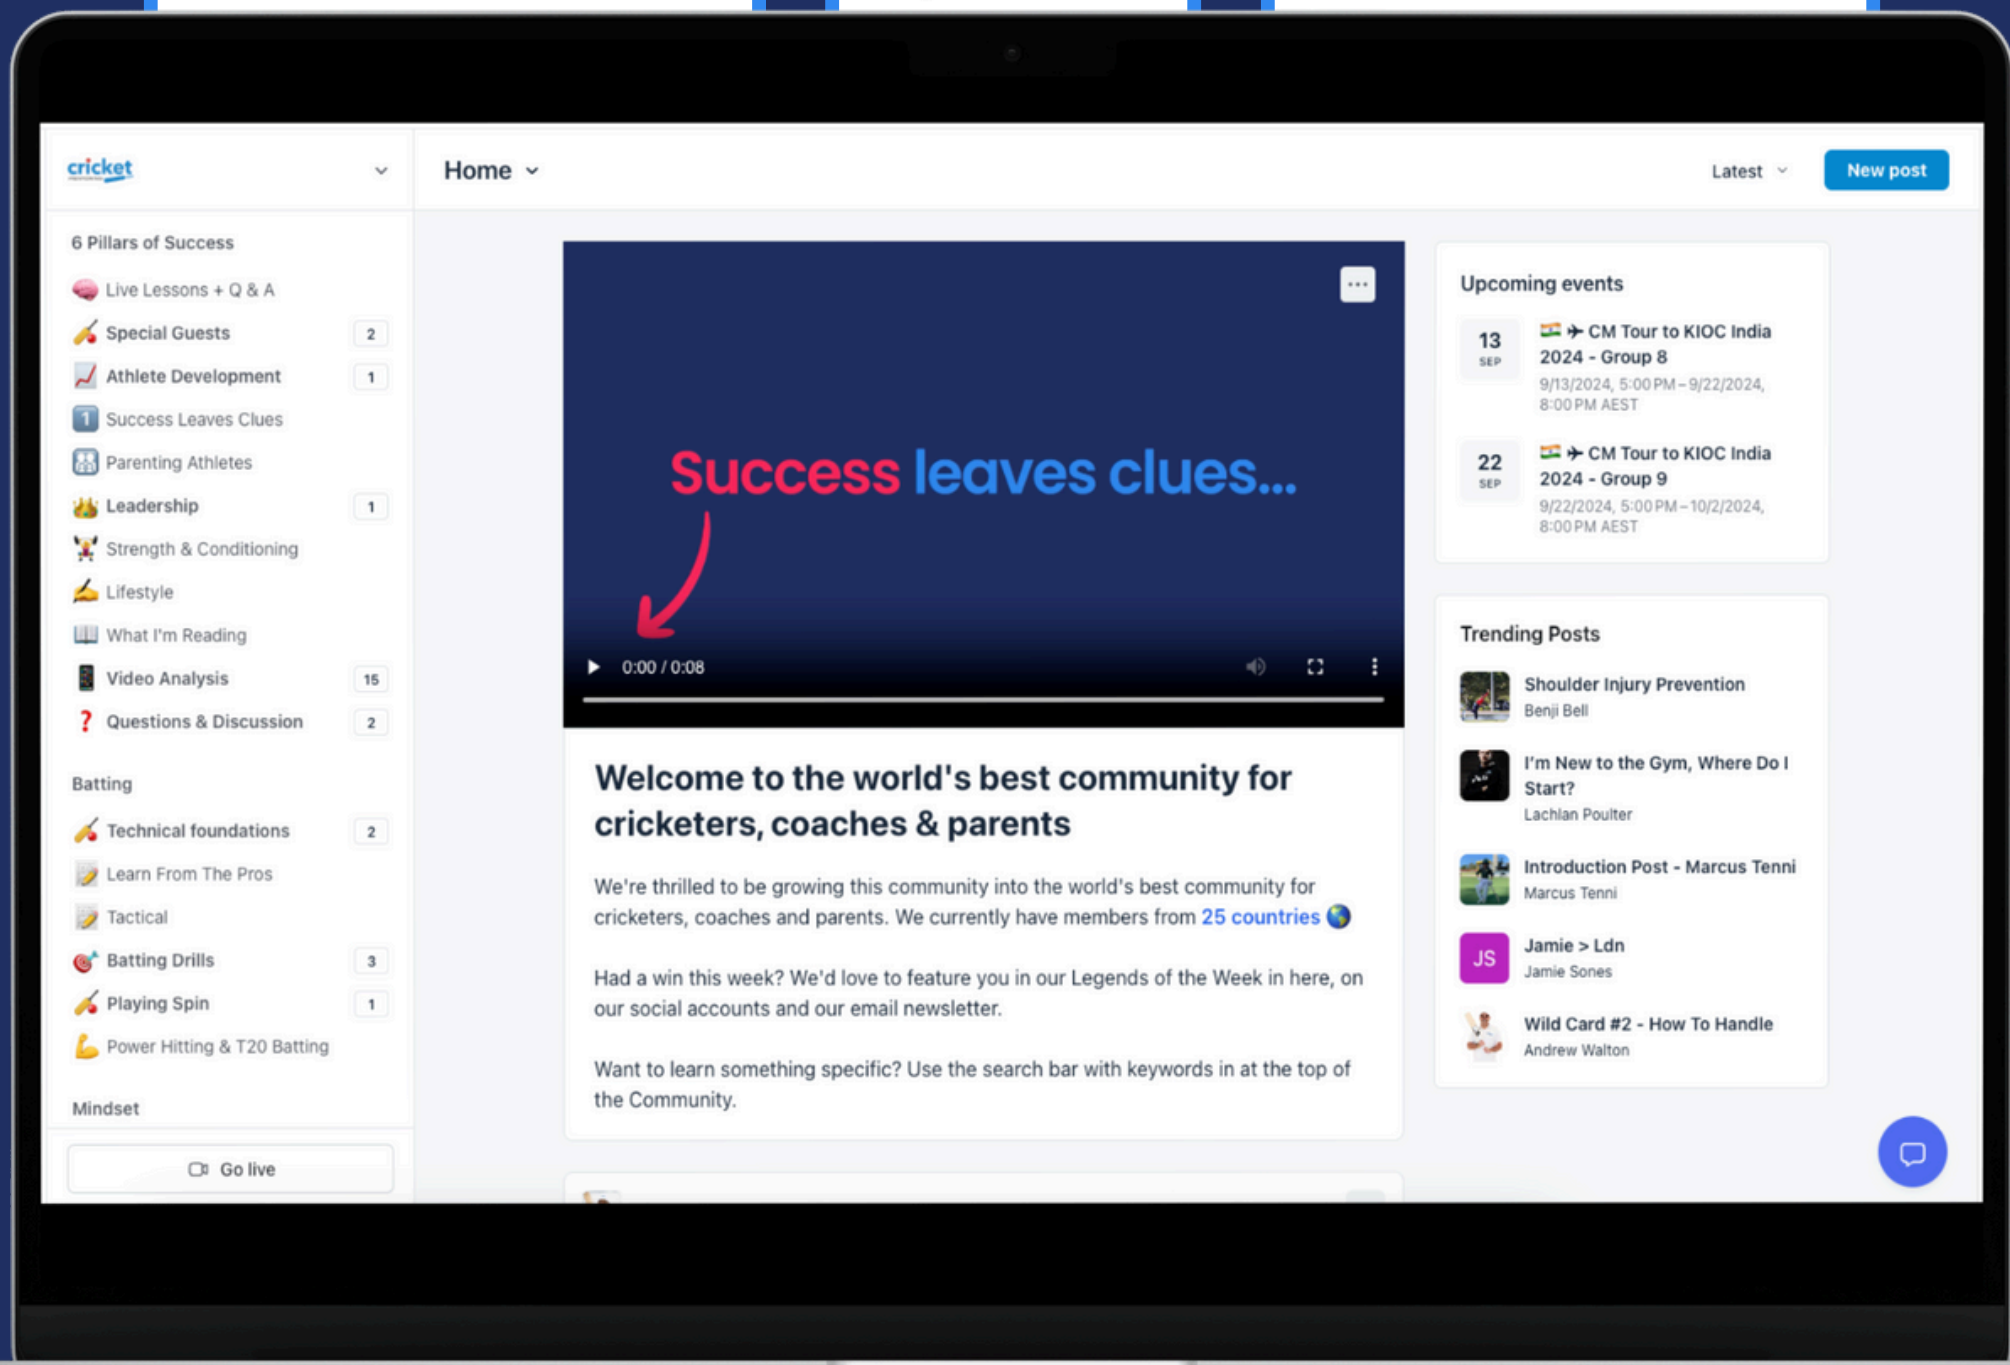 cricket
Home
Latest
New post
6 Pillars of Success
Live Lessons + Q & A
Special Guests 2
Athlete Development 1
1 Success Leaves Clues
Parenting Athletes
Leadership 1
Strength & Conditioning
Lifestyle
What I'm Reading
Video Analysis 15
Questions & Discussion 2
Batting
Technical foundations 2
Learn From The Pros
Tactical
Batting Drills 3
Playing Spin 1
Power Hitting & T20 Batting
Mindset
Go live
Success leaves clues...
0:00 / 0:08
Welcome to the world's best community for
cricketers, coaches & parents
We're thrilled to be growing this community into the world's best community for
cricketers, coaches and parents. We currently have members from 25 countries
Had a win this week? We'd love to feature you in our Legends of the Week in here, on
our social accounts and our email newsletter.
Want to learn something specific? Use the search bar with keywords in at the top of
the Community.
Upcoming events
13
SEP
CM Tour to KIOC India
2024 - Group 8
9/13/2024, 5:00 PM – 9/22/2024,
8:00 PM AEST
22
SEP
CM Tour to KIOC India
2024 - Group 9
9/22/2024, 5:00 PM – 10/2/2024,
8:00 PM AEST
Trending Posts
Shoulder Injury Prevention
Benji Bell
I'm New to the Gym, Where Do I
Start?
Lachlan Poulter
Introduction Post - Marcus Tenni
Marcus Tenni
JS
Jamie > Ldn
Jamie Sones
Wild Card #2 - How To Handle
Andrew Walton